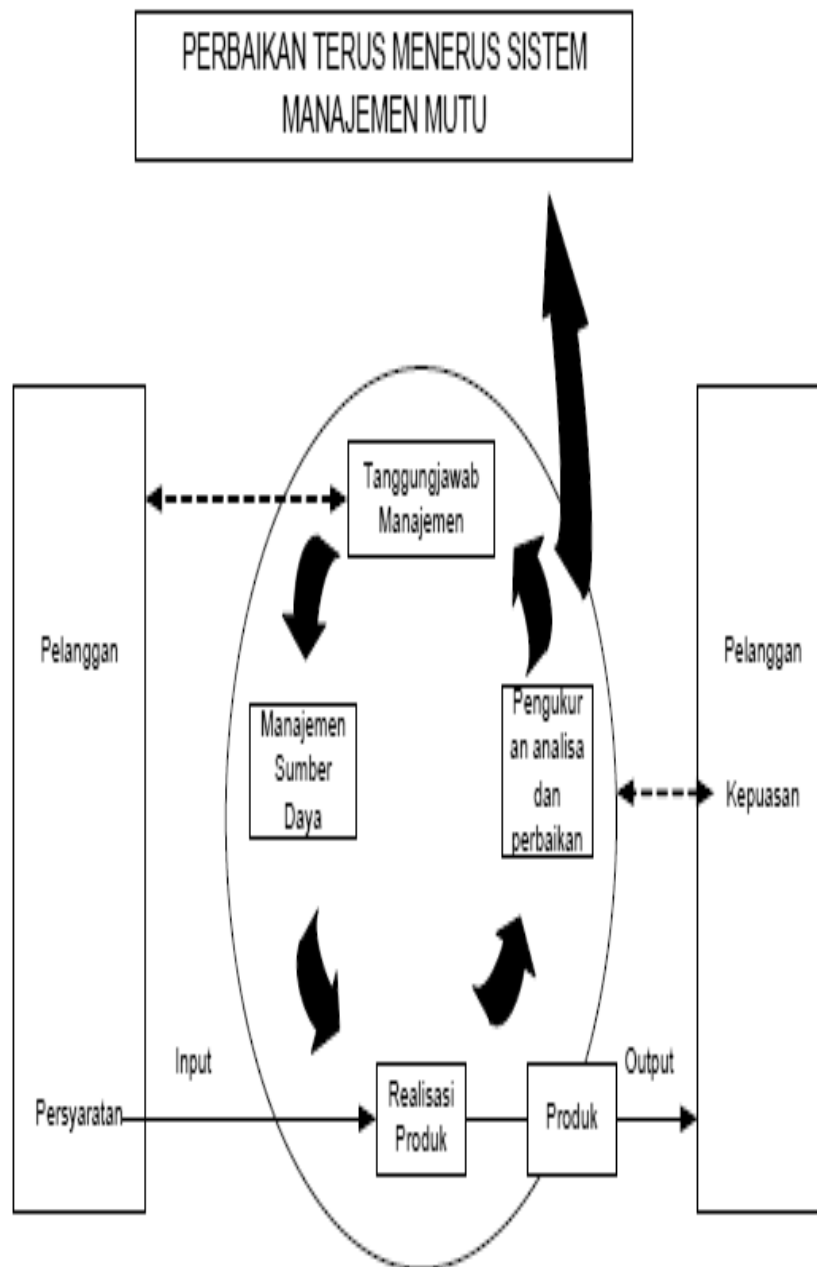 PERBAIKAN TERUS MENERUS SISTEM
MANAJEMEN MUTU
Tanggungjawab
Manajemen
Pelanggan
Pelanggan
Manajemen
Sumber
Daya
Pengukur
an analisa
dan
perbaikan
Kepuasan
Input
Output
Persyaratan
Realisasi
Produk
Produk